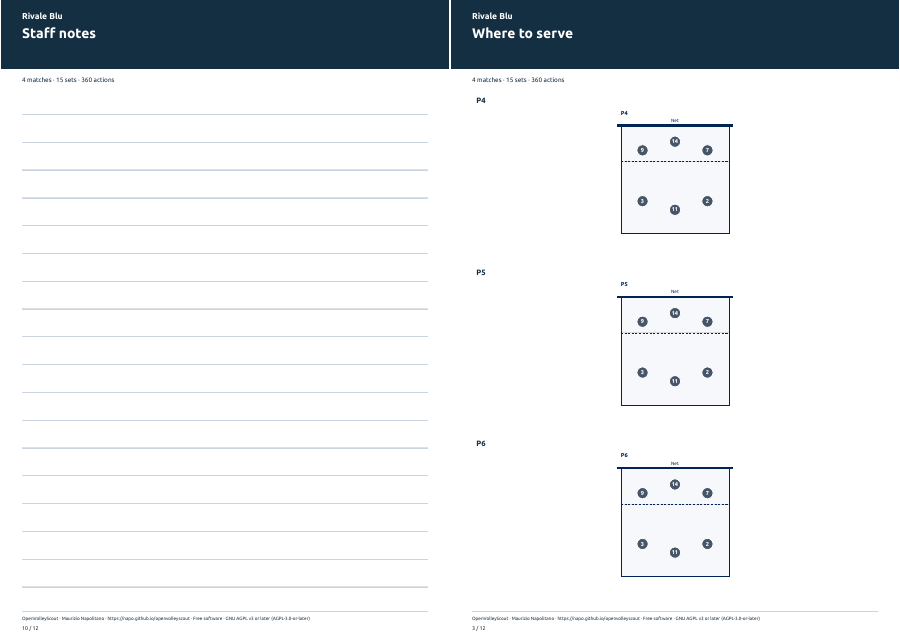 Rivale Blu
Staff notes
4 matches · 15 sets · 360 actions
OpenVolleyScout · Maurizio Napolitano · https://napo.github.io/openvolleyscout · Free software · GNU AGPL v3 or later (AGPL-3.0-or-later)
10 / 12
Rivale Blu
Where to serve
4 matches · 15 sets · 360 actions
P4
P4
Net
14
9
7
3
2
11
P5
P5
Net
14
9
7
3
2
11
P6
P6
Net
14
9
7
3
2
11
OpenVolleyScout · Maurizio Napolitano · https://napo.github.io/openvolleyscout · Free software · GNU AGPL v3 or later (AGPL-3.0-or-later)
3 / 12